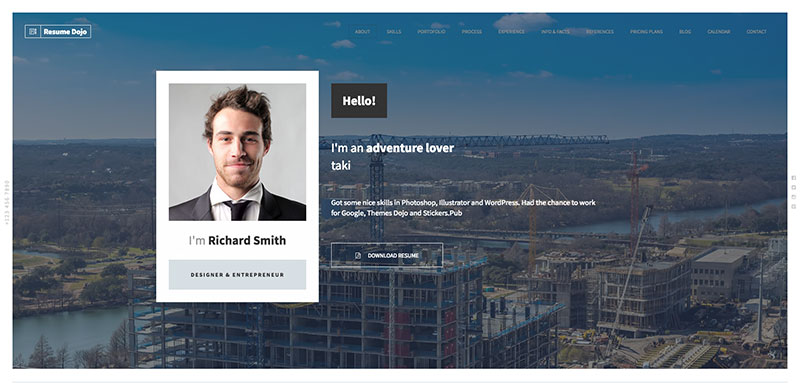 Resume Dojo
ABOUT SKILLS PORTOFOLIO PROCESS EXPERIENCE INFO & FACTS REFERENCES PRICING PLANS BLOG CALENDAR CONTACT
Hello!
I'm an adventure lover
taki
Got some nice skills in Photoshop, Illustrator and WordPress. Had the chance to work
for Google, Themes Dojo and Stickers.Pub
DOWNLOAD RESUME
I'm Richard Smith
DESIGNER & ENTREPRENEUR
+123 456 7890